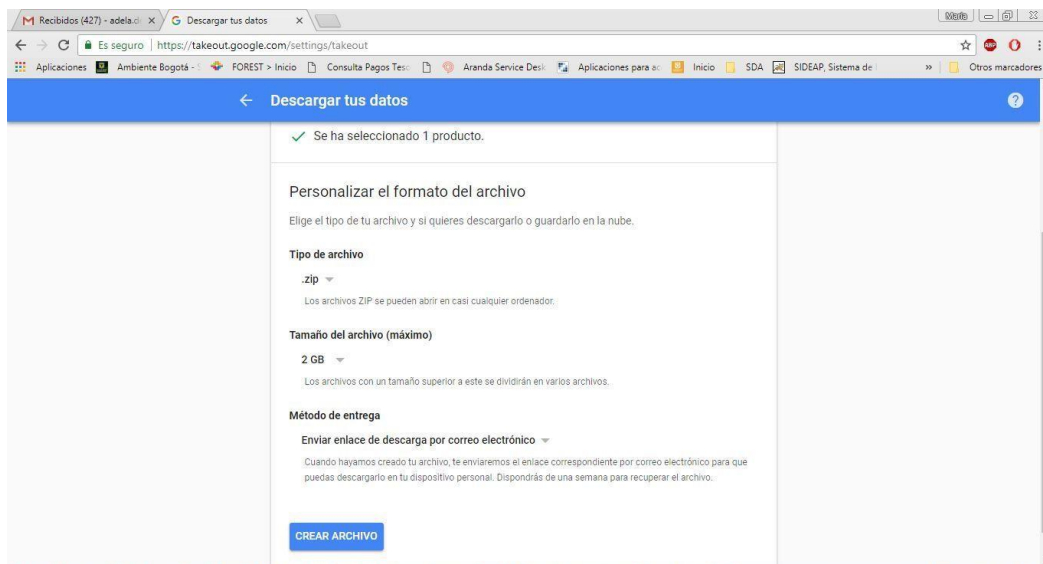 Recibidos (427) - adela.d
Descargar tus datos
María
Es seguro
https://takeout.google.com/settings/takeout
ABP
Aplicaciones
Ambiente Bogotá -
FOREST > Inicio
Consulta Pagos Teso
Aranda Service Desk
Aplicaciones para ac
Inicio
SDA
SIDEAP, Sistema de
»
Otros marcadores
Descargar tus datos
?
Se ha seleccionado 1 producto.
Personalizar el formato del archivo
Elige el tipo de tu archivo y si quieres descargarlo o guardarlo en la nube.
Tipo de archivo
.zip
Los archivos ZIP se pueden abrir en casi cualquier ordenador.
Tamaño del archivo (máximo)
2 GB
Los archivos con un tamaño superior a este se dividirán en varios archivos.
Método de entrega
Enviar enlace de descarga por correo electrónico
Cuando hayamos creado tu archivo, te enviaremos el enlace correspondiente por correo electrónico para que
puedas descargarlo en tu dispositivo personal. Dispondrás de una semana para recuperar el archivo.
CREAR ARCHIVO